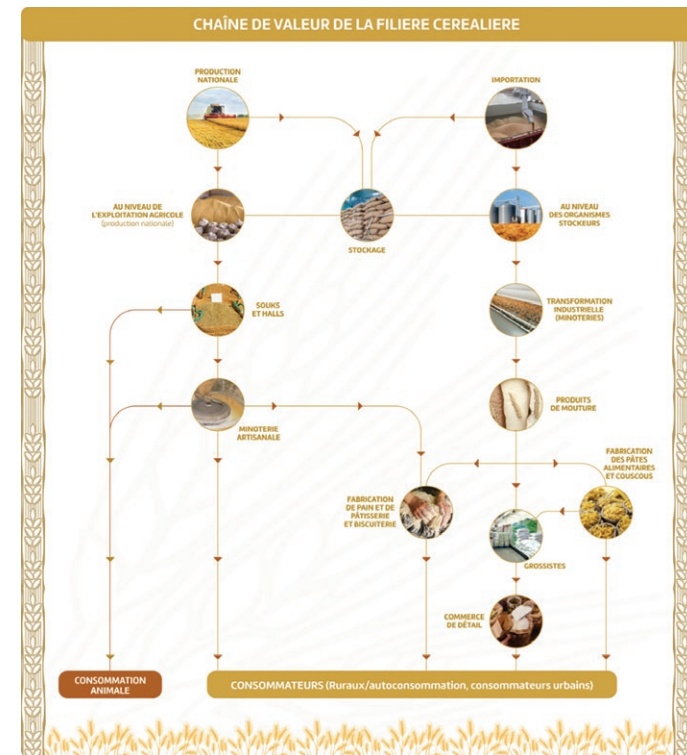 CHAÎNE DE VALEUR DE LA FILIERE CEREALIERE
PRODUCTION
NATIONALE
IMPORTATION
AU NIVEAU DE
L'EXPLOITATION AGRICOLE
(production nationale)
STOCKAGE
AU NIVEAU
DES ORGANISMES
STOCKEURS
SOUKS
ET HALLS
TRANSFORMATION
INDUSTRIELLE
(MINOTERIES)
MINOTERIE
ARTISANALE
PRODUITS
DE MOUTURE
FABRICATION
DES PÂTES
ALIMENTAIRES
ET COUSCOUS
FABRICATION
DE PAIN ET DE
PÂTISSERIE
ET BISCUITERIE
GROSSISTES
COMMERCE
DE DÉTAIL
CONSOMMATION
ANIMALE
CONSOMMATEURS (Ruraux/autoconsommation, consommateurs urbains)